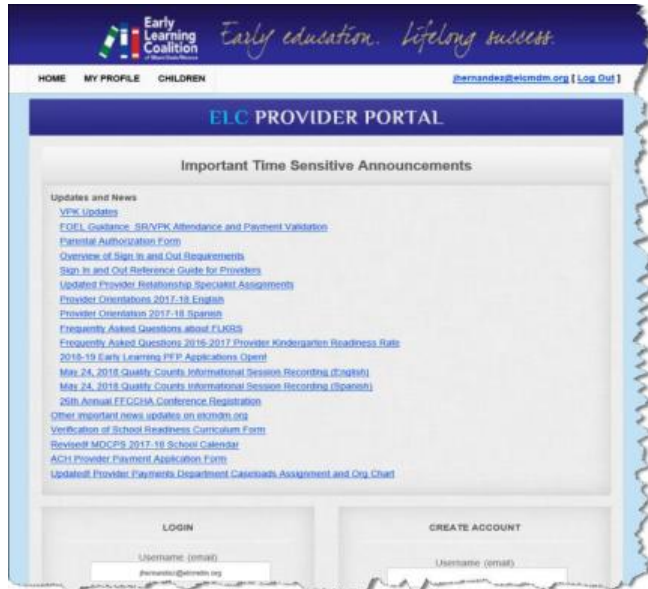 Early
Learning
Coalition
of Miami-Dade/Monroe
Early education. Lifelong success.
HOME MY PROFILE CHILDREN jhernandez@elcmdm.org [ Log Out ]
ELC PROVIDER PORTAL
Important Time Sensitive Announcements
Updates and News
VPK Updates
FOEL Guidance SR/VPK Attendance and Payment Validation
Parental Authorization Form
Overview of Sign In and Out Requirements
Sign In and Out Reference Guide for Providers
Updated Provider Relationship Specialist Assignments
Provider Orientations 2017-18 English
Provider Orientation 2017-18 Spanish
Frequently Asked Questions about FLKRS
Frequently Asked Questions 2016-2017 Provider Kindergarten Readiness Rate
2018-19 Early Learning PFP Applications Open!
May 24, 2018 Quality Counts Informational Session Recording (English)
May 24, 2018 Quality Counts Informational Session Recording (Spanish)
26th Annual FFCCHA Conference Registration
Other important news updates on elcmdm.org
Verification of School Readiness Curriculum Form
Revised! MDCPS 2017-18 School Calendar
ACH Provider Payment Application Form
Updated! Provider Payments Department Caseloads Assignment and Org Chart
LOGIN CREATE ACCOUNT
Username (email) Username (email)
jhernandez@elcmdm.org